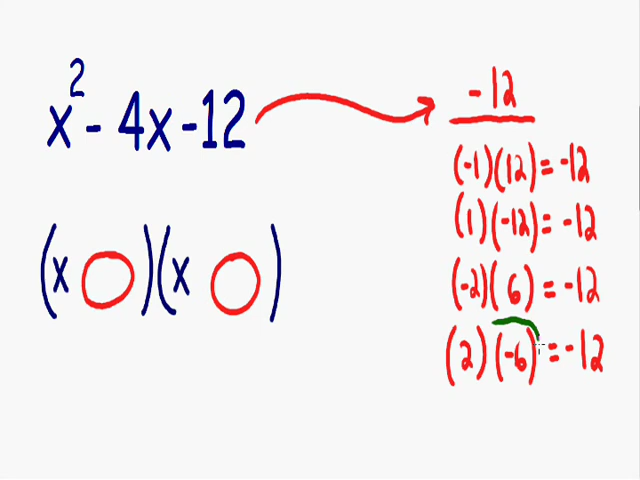 x² - 4x - 12
(x )(x )
-12
(-1)(12) = -12
(1)(-12) = -12
(-2)(6) = -12
(2)(-6) = -12